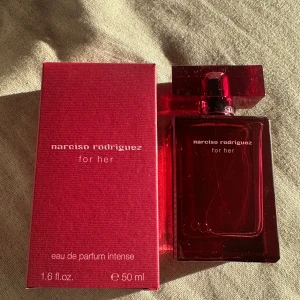 narciso rodriguez
for her
eau de parfum intense
1.6 fl.oz. ℮ 50 ml
narciso rodriguez
for her